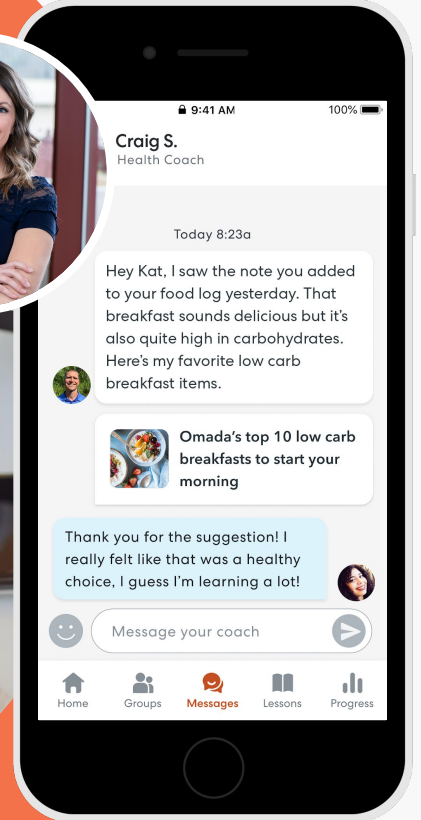 9:41 AM 100%
Craig S.
Health Coach
Today 8:23a
Hey Kat, I saw the note you added
to your food log yesterday. That
breakfast sounds delicious but it's
also quite high in carbohydrates.
Here's my favorite low carb
breakfast items.
Omada's top 10 low carb
breakfasts to start your
morning
Thank you for the suggestion! I
really felt like that was a healthy
choice, I guess I'm learning a lot!
Message your coach
Home Groups Messages Lessons Progress